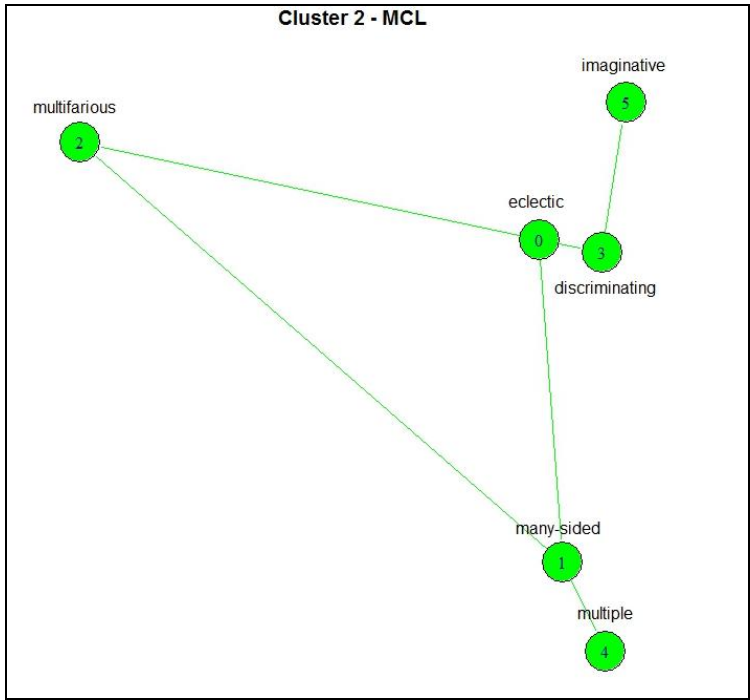 Cluster 2 - MCL
imaginative
5
multifarious
2
eclectic
0
3
discriminating
many-sided
1
multiple
4